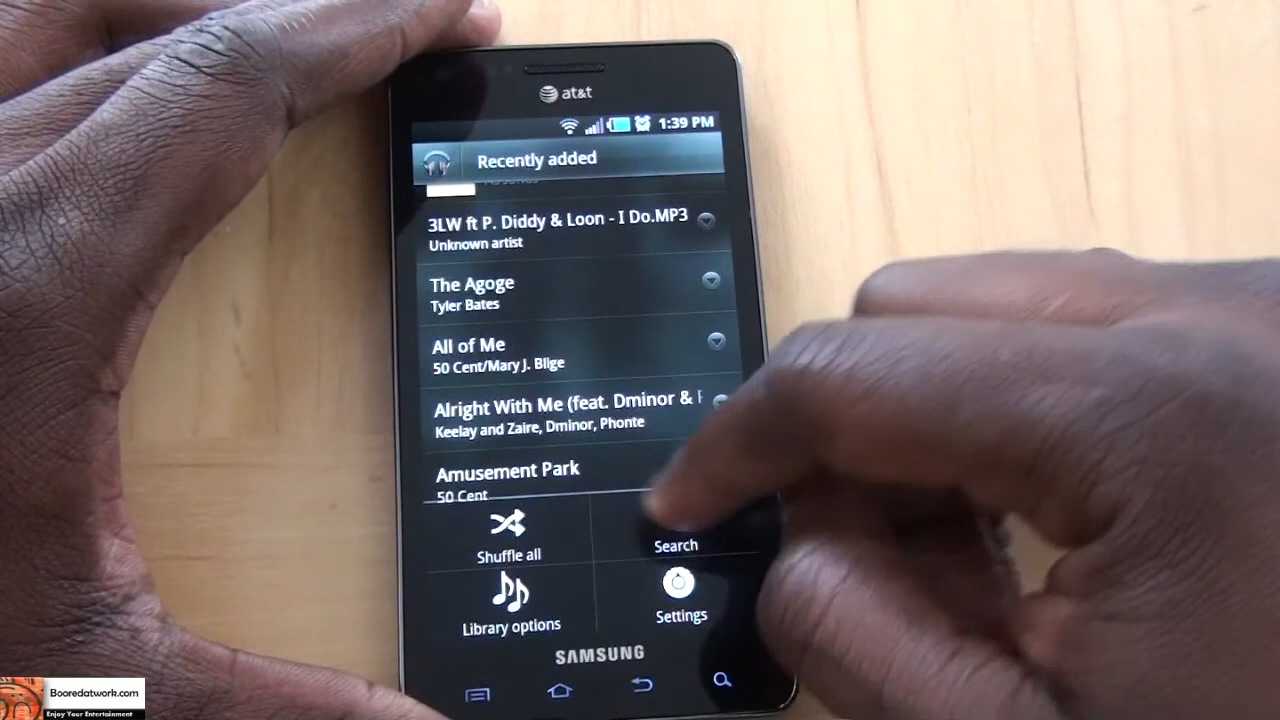 at&t
1:39 PM
Recently added
3LW ft P. Diddy & Loon - I Do.MP3
Unknown artist
The Agoge
Tyler Bates
All of Me
50 Cent/Mary J. Blige
Alright With Me (feat. Dminor &
Keelay and Zaire, Dminor, Phonte
Amusement Park
50 Cent
Shuffle all
Search
Library options
Settings
SAMSUNG
Booredatwork.com
Enjoy Your Entertainment